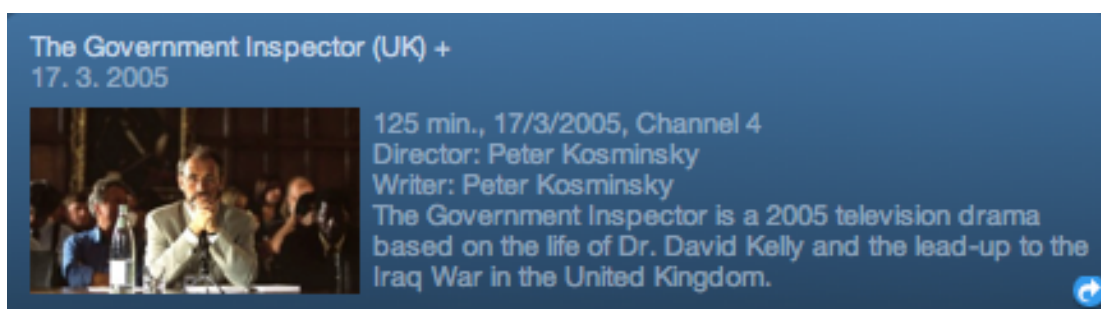 The Government Inspector (UK) +
17. 3. 2005
125 min., 17/3/2005, Channel 4
Director: Peter Kosminsky
Writer: Peter Kosminsky
The Government Inspector is a 2005 television drama
based on the life of Dr. David Kelly and the lead-up to the
Iraq War in the United Kingdom.